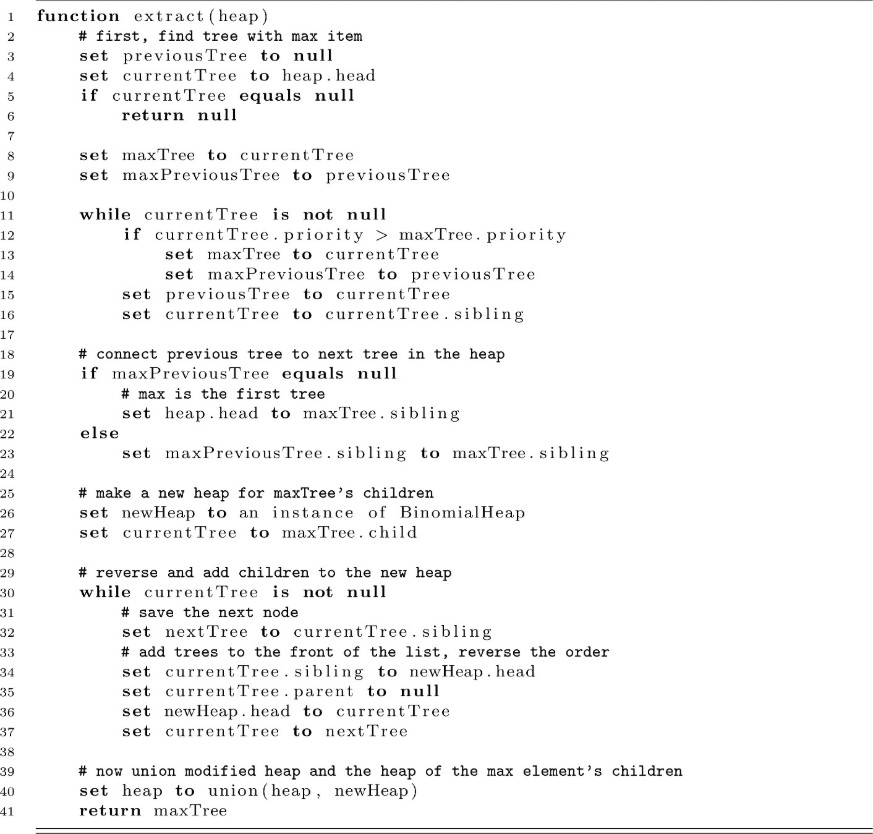 1 function extract(heap)
2 # first, find tree with max item
3 set previousTree to null
4 set currentTree to heap.head
5 if currentTree equals null
6 return null
7
8 set maxTree to currentTree
9 set maxPreviousTree to previousTree
10
11 while currentTree is not null
12 if currentTree.priority > maxTree.priority
13 set maxTree to currentTree
14 set maxPreviousTree to previousTree
15 set previousTree to currentTree
16 set currentTree to currentTree.sibling
17
18 # connect previous tree to next tree in the heap
19 if maxPreviousTree equals null
20 # max is the first tree
21 set heap.head to maxTree.sibling
22 else
23 set maxPreviousTree.sibling to maxTree.sibling
24
25 # make a new heap for maxTree's children
26 set newHeap to an instance of BinomialHeap
27 set currentTree to maxTree.child
28
29 # reverse and add children to the new heap
30 while currentTree is not null
31 # save the next node
32 set nextTree to currentTree.sibling
33 # add trees to the front of the list, reverse the order
34 set currentTree.sibling to newHeap.head
35 set currentTree.parent to null
36 set newHeap.head to currentTree
37 set currentTree to nextTree
38
39 # now union modified heap and the heap of the max element's children
40 set heap to union(heap, newHeap)
41 return maxTree